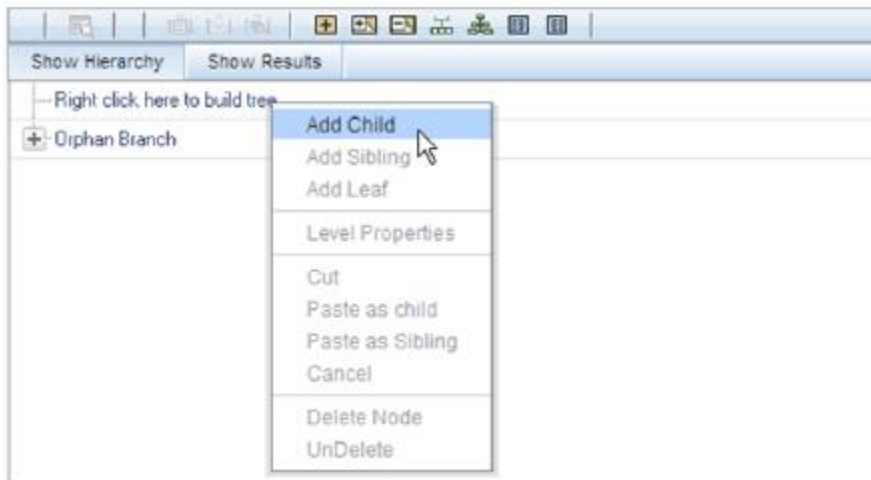 Show Hierarchy Show Results
Right click here to build tree
Orphan Branch
Add Child
Add Sibling
Add Leaf
Level Properties
Cut
Paste as child
Paste as Sibling
Cancel
Delete Node
UnDelete